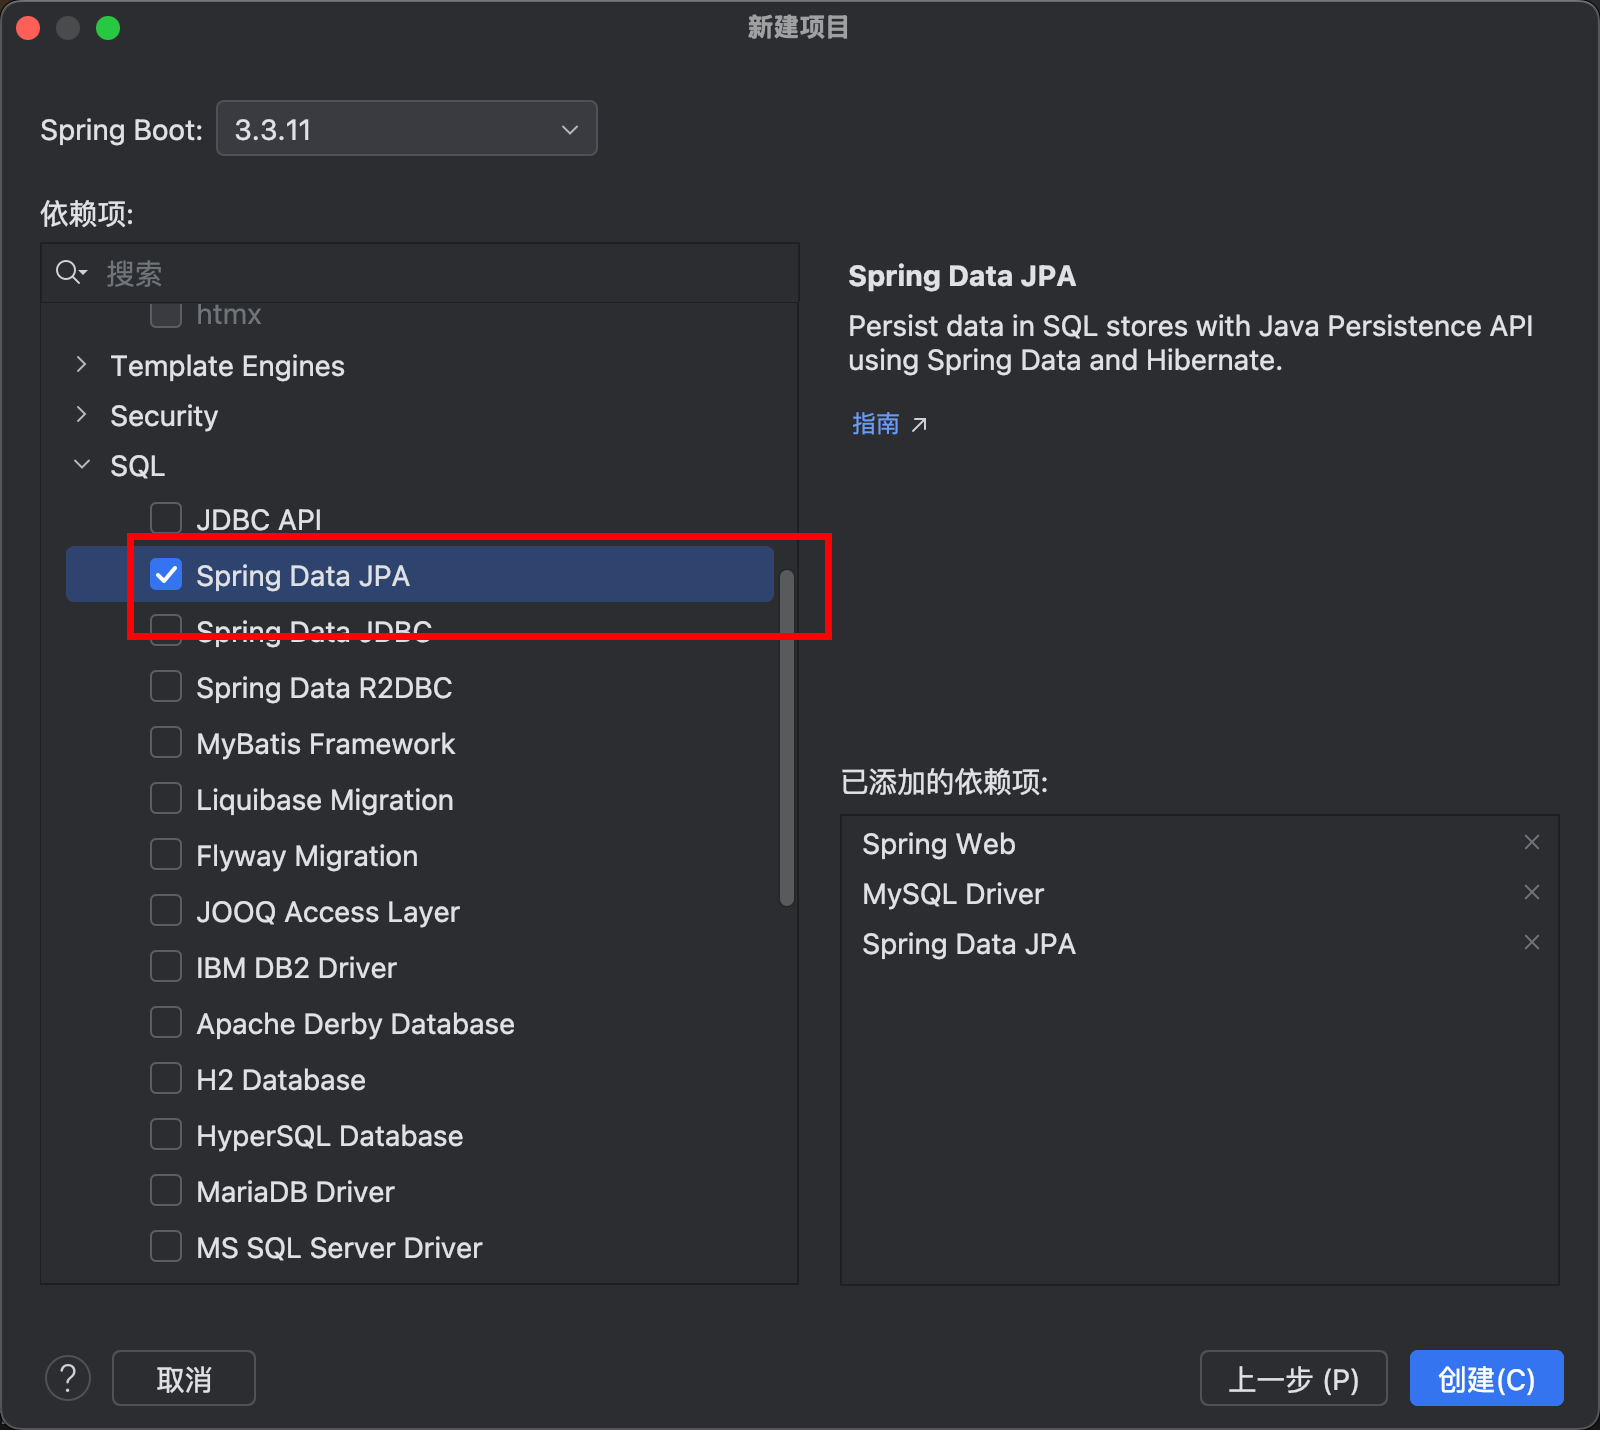 新建项目
Spring Boot:
3.3.11
依赖项:
搜索
htmx
Template Engines
Security
SQL
JDBC API
Spring Data JPA
Spring Data JDBC
Spring Data R2DBC
MyBatis Framework
Liquibase Migration
Flyway Migration
JOOQ Access Layer
IBM DB2 Driver
Apache Derby Database
H2 Database
HyperSQL Database
MariaDB Driver
MS SQL Server Driver
Spring Data JPA
Persist data in SQL stores with Java Persistence API
using Spring Data and Hibernate.
指南
已添加的依赖项:
Spring Web
MySQL Driver
Spring Data JPA
?
取消
上一步 (P)
创建(C)